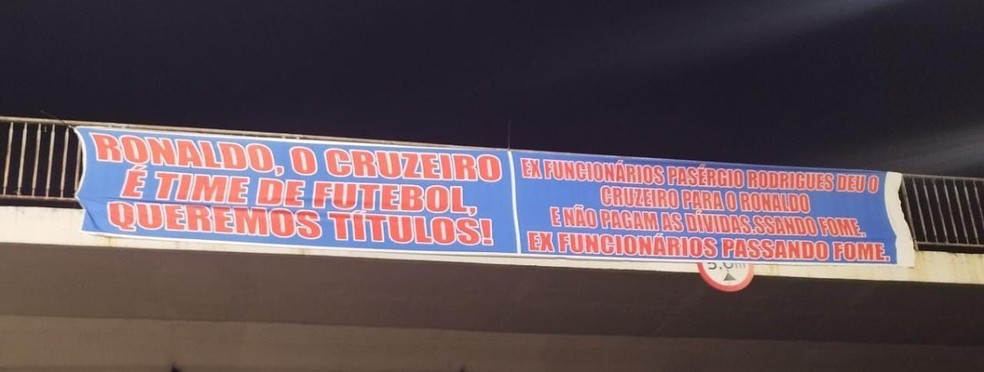 RONALDO, O CRUZEIRO
É TIME DE FUTEBOL,
QUEREMOS TÍTULOS!
EX FUNCIONÁRIOS PASÉRGIO RODRIGUES DEU O
CRUZEIRO PARA O RONALDO
E NÃO PAGAM AS DÍVIDAS.SSANDO FOME.
EX FUNCIONÁRIOS PASSANDO FOME.